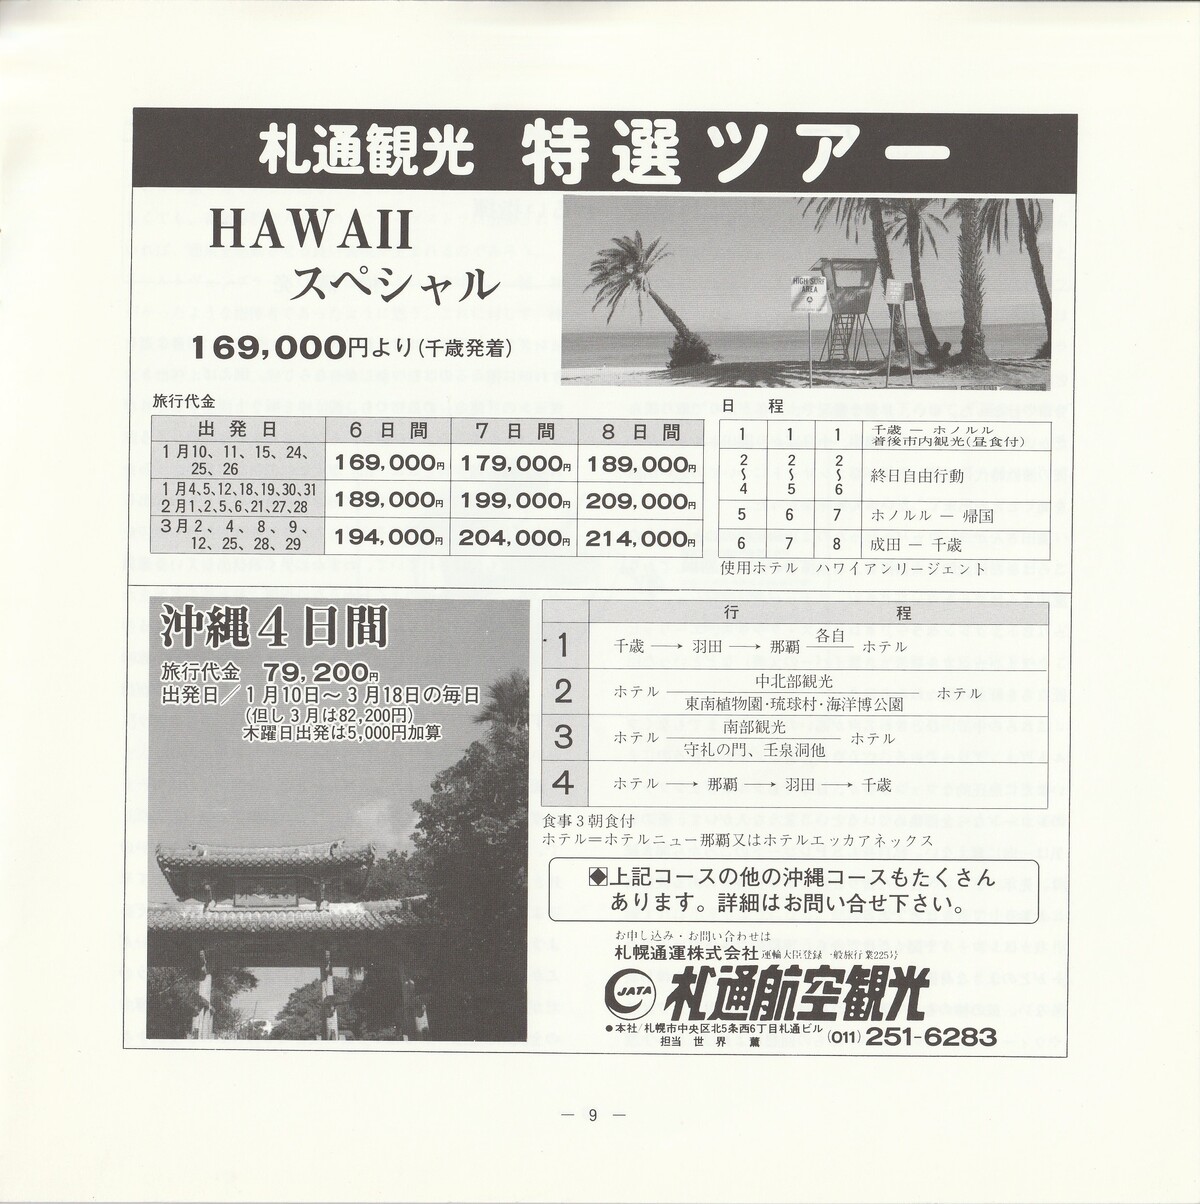 札通観光 特選ツアー
HAWAII
スペシャル
169,000円より(千歳発着)
HIGH SURF
AREA
旅行代金
出発日 6日間 7日間 8日間
1月10、11、15、24、
25、26
169,000円 179,000円 189,000円
1月4、5、12、18、19、30、31
2月1、2、5、6、21、27、28
189,000円 199,000円 209,000円
3月2、4、8、9、
12、25、28、29
194,000円 204,000円 214,000円
日 程
1 1 1 千歳 ― ホノルル
着後市内観光(昼食付)
2〜4 2〜5 2〜6 終日自由行動
5 6 7 ホノルル ― 帰国
6 7 8 成田 ― 千歳
使用ホテル ハワイアンリージェント
沖縄4日間
旅行代金 79,200円
出発日/1月10日〜3月18日の毎日
(但し3月は82,200円)
木曜日出発は5,000円加算
行 程
1 千歳 → 羽田 → 那覇 各自 ホテル
2 ホテル 中北部観光 ホテル
東南植物園・琉球村・海洋博公園
3 ホテル 南部観光 ホテル
守礼の門、玉泉洞他
4 ホテル → 那覇 → 羽田 → 千歳
食事3朝食付
ホテル=ホテルニュー那覇又はホテルエッカアネックス
◆上記コースの他の沖縄コースもたくさん
あります。詳細はお問い合せ下さい。
お申し込み・お問い合わせは
札幌通運株式会社 運輸大臣登録一般旅行業225号
JATA 札通航空観光
●本社/札幌市中央区北5条西6丁目札通ビル
担当 世界 薫
(011)251-6283
― 9 ―